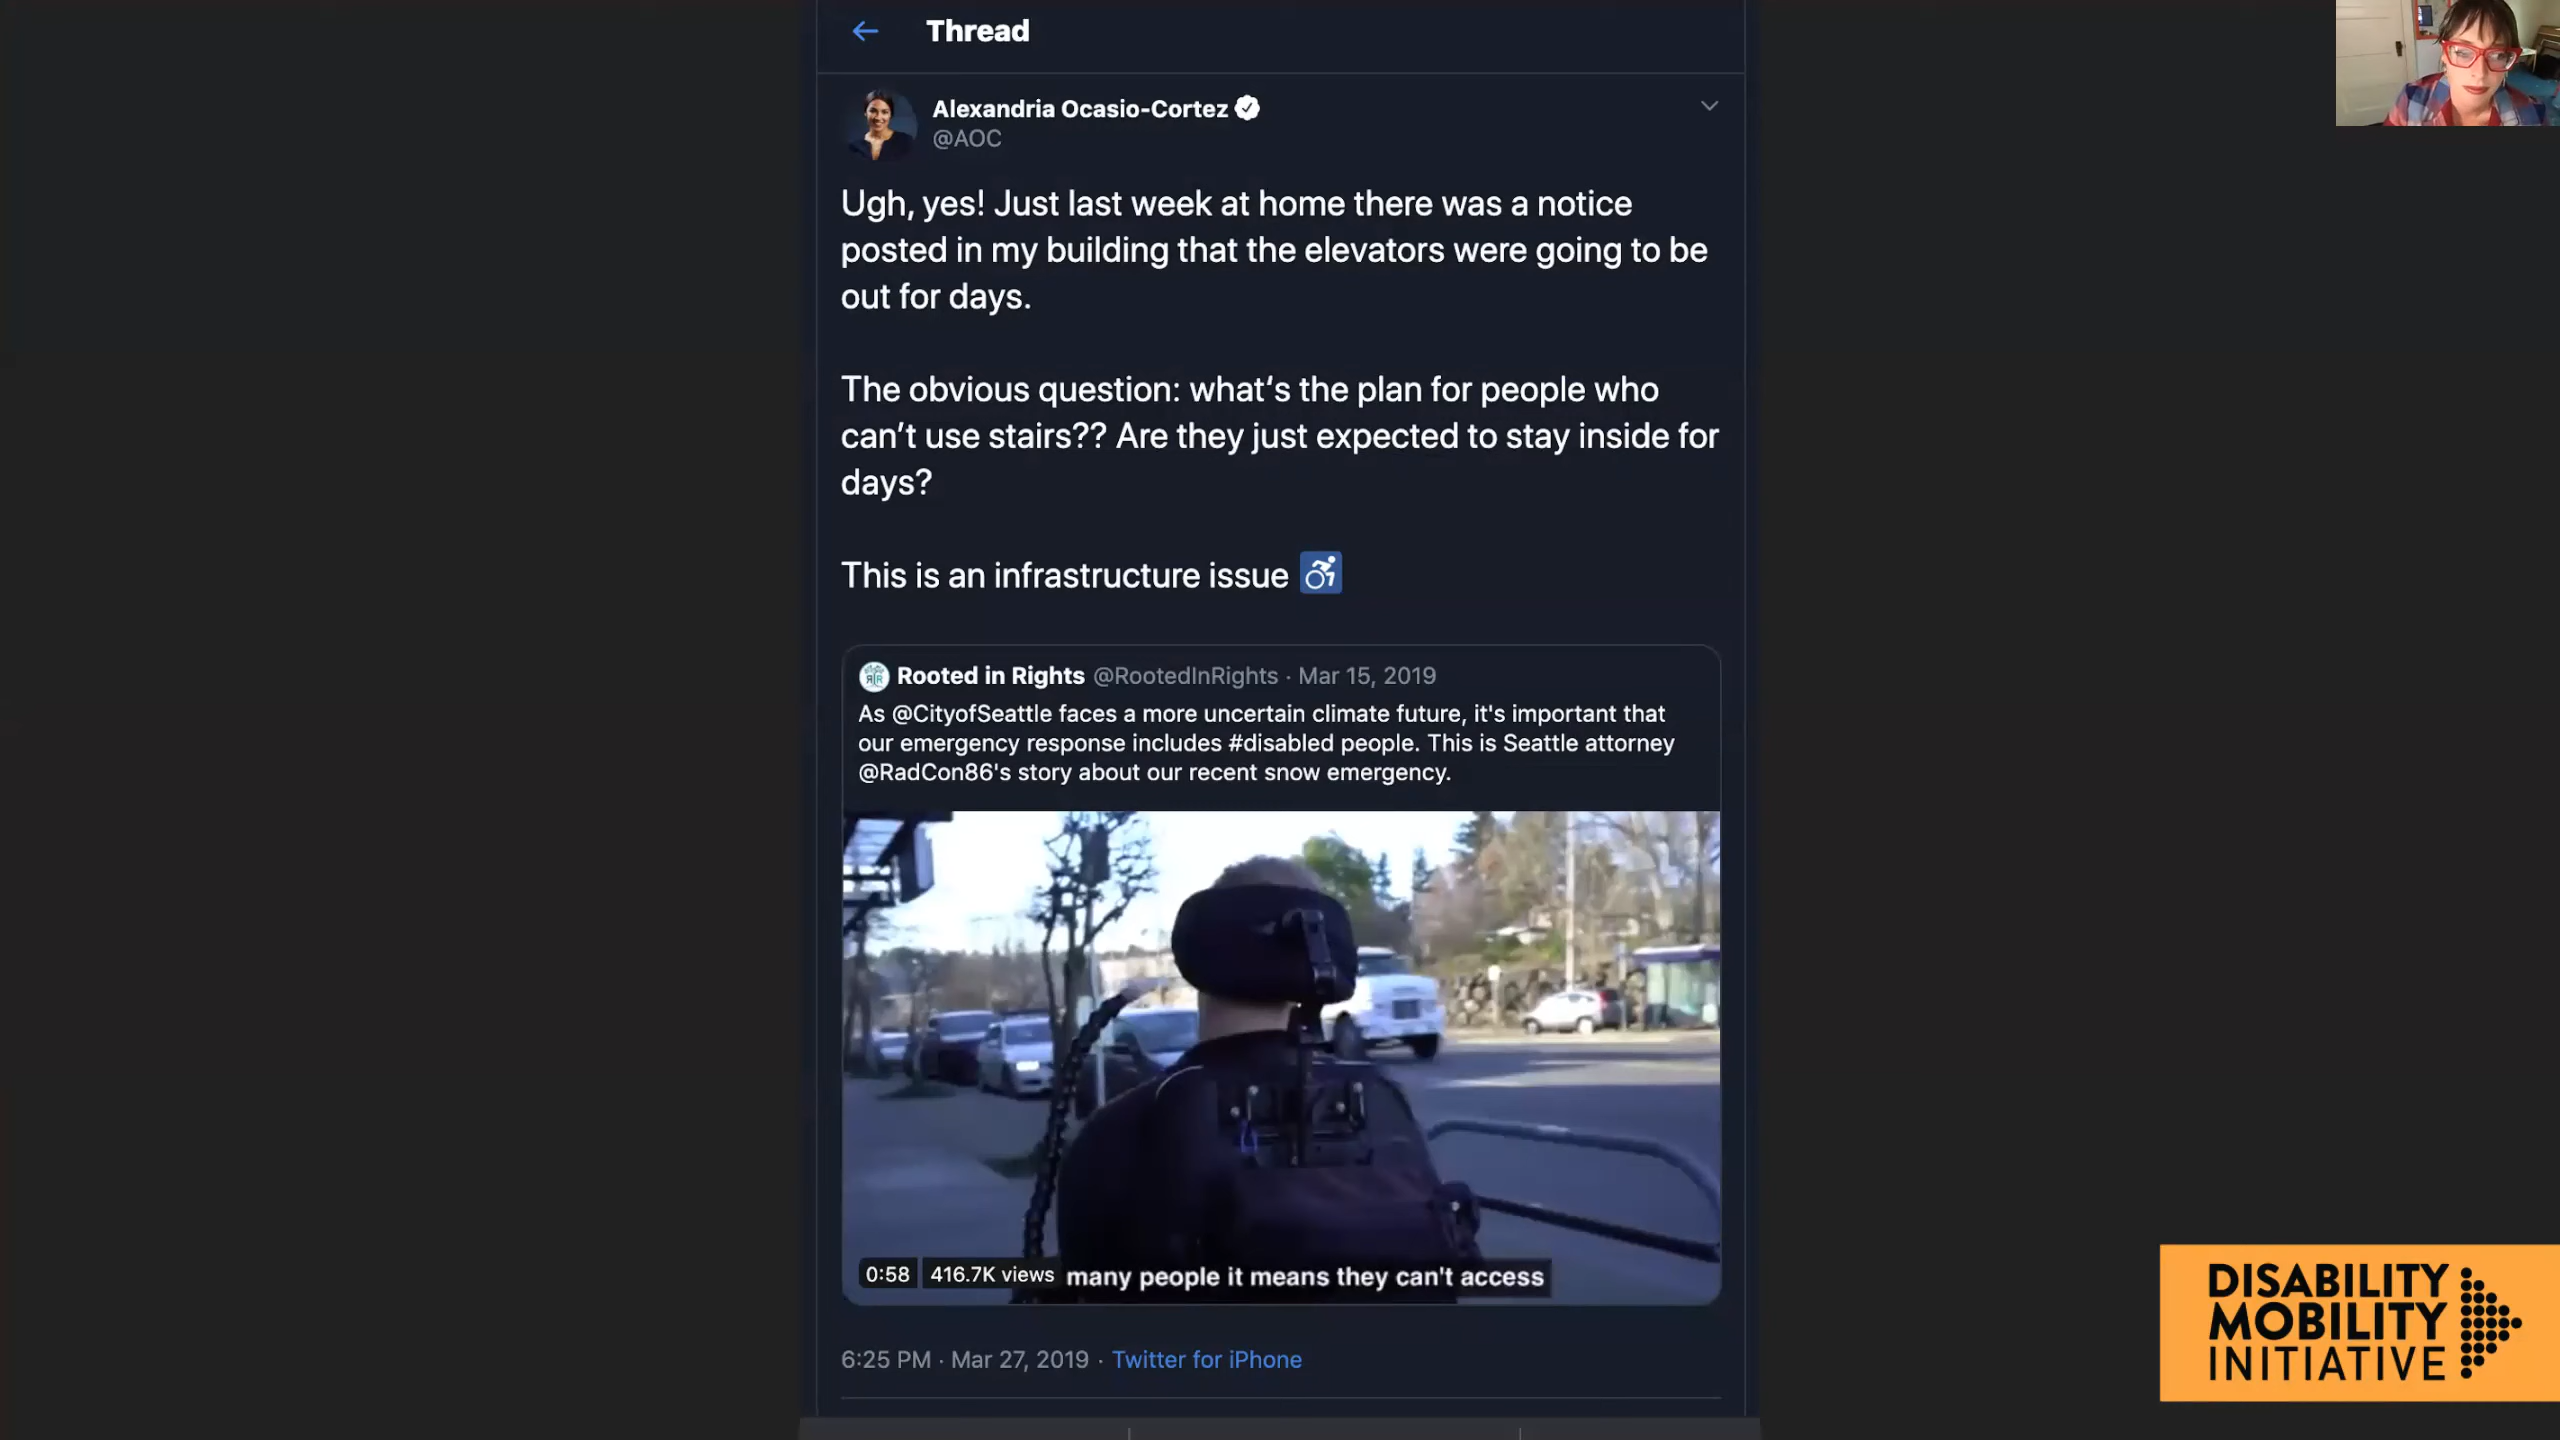 Thread
Alexandria Ocasio-Cortez
@AOC
Ugh, yes! Just last week at home there was a notice
posted in my building that the elevators were going to be
out for days.
The obvious question: what‘s the plan for people who
can’t use stairs?? Are they just expected to stay inside for
days?
This is an infrastructure issue
Rooted in Rights @RootedInRights · Mar 15, 2019
As @CityofSeattle faces a more uncertain climate future, it's important that
our emergency response includes #disabled people. This is Seattle attorney
@RadCon86's story about our recent snow emergency.
0:58 416.7K views many people it means they can't access
6:25 PM · Mar 27, 2019 · Twitter for iPhone
DISABILITY
MOBILITY
INITIATIVE